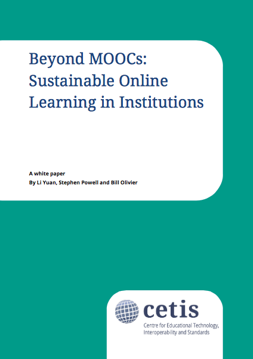 Beyond MOOCs:
Sustainable Online
Learning in Institutions
A white paper
By Li Yuan, Stephen Powell and Bill Olivier
cetis
Centre for Educational Technology,
Interoperability and Standards